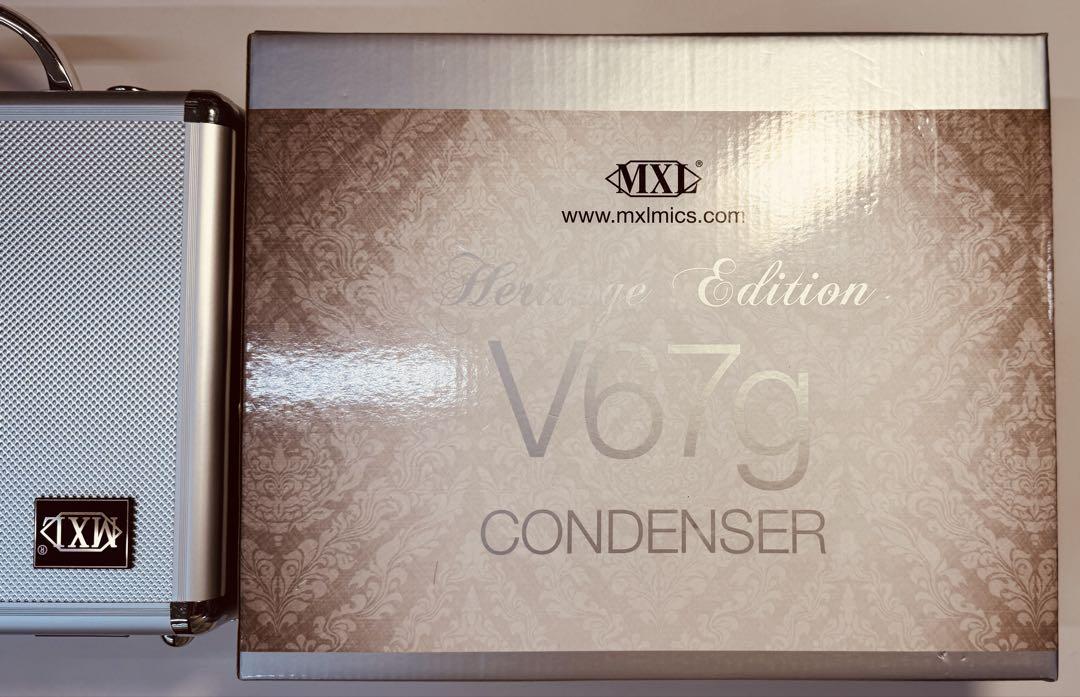 MXL®
www.mxlmics.com
Heritage Edition
V67g
CONDENSER
MXL®